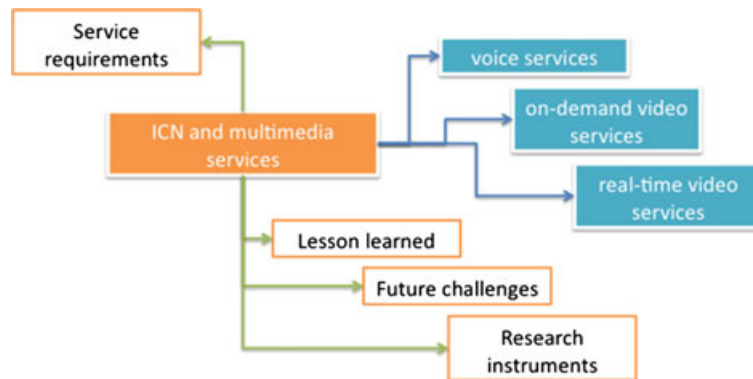 Service
requirements
voice services
ICN and multimedia
services
on-demand video
services
real-time video
services
Lesson learned
Future challenges
Research
instruments